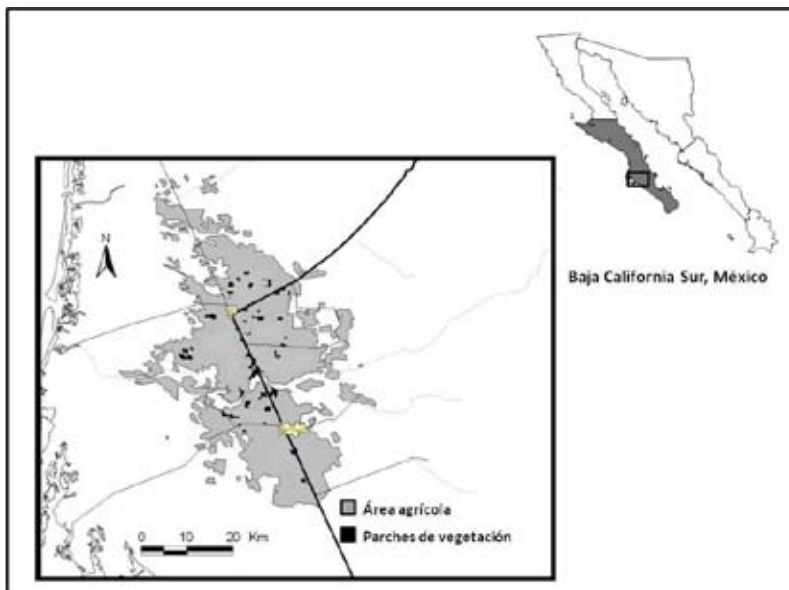 Baja California Sur, México
N
Área agrícola
Parches de vegetación
0 10 20 Km